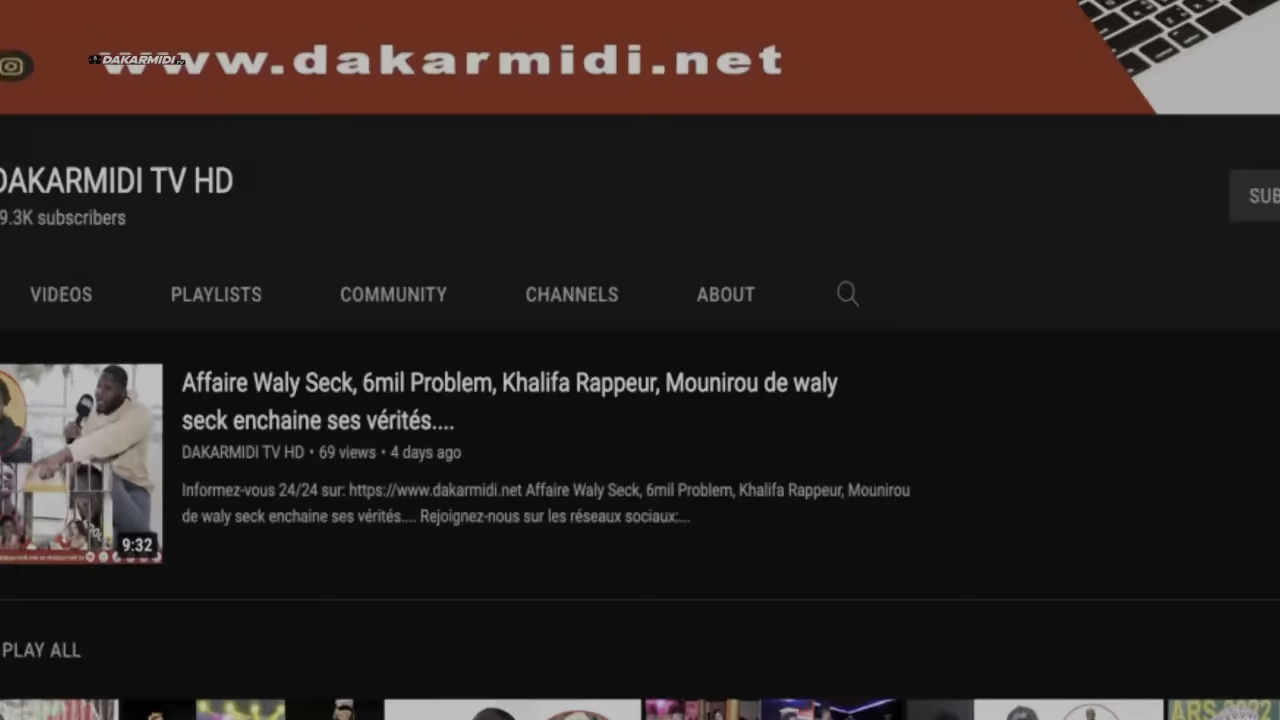 www.dakarmidi.net
DAKARMIDI
DAKARMIDI TV HD
9.3K subscribers
SUB
VIDEOS PLAYLISTS COMMUNITY CHANNELS ABOUT
Affaire Waly Seck, 6mil Problem, Khalifa Rappeur, Mounirou de waly
seck enchaine ses vérités....
DAKARMIDI TV HD • 69 views • 4 days ago
Informez-vous 24/24 sur: https://www.dakarmidi.net Affaire Waly Seck, 6mil Problem, Khalifa Rappeur, Mounirou
de waly seck enchaine ses vérités.... Rejoignez-nous sur les réseaux sociaux:...
9:32
PLAY ALL
ARS 2022